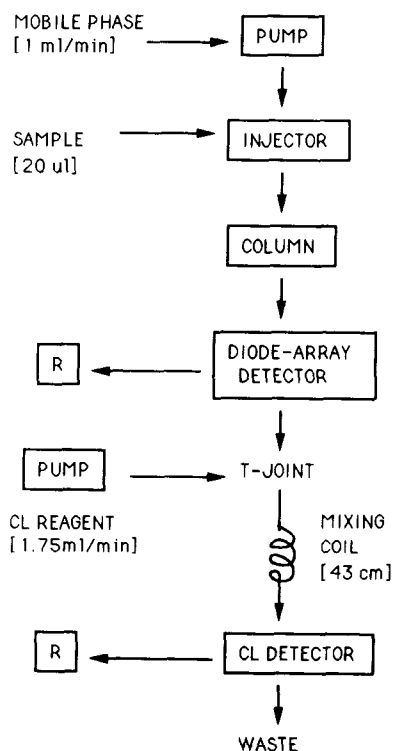 MOBILE PHASE
[1 ml/min]
PUMP
SAMPLE
[20 ul]
INJECTOR
COLUMN
DIODE-ARRAY
DETECTOR
R
PUMP
T-JOINT
CL REAGENT
[1.75ml/min]
MIXING
COIL
[43 cm]
R
CL DETECTOR
WASTE